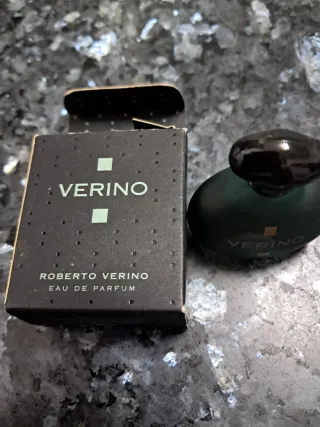 VERINO
ROBERTO VERINO
EAU DE PARFUM
VERINO